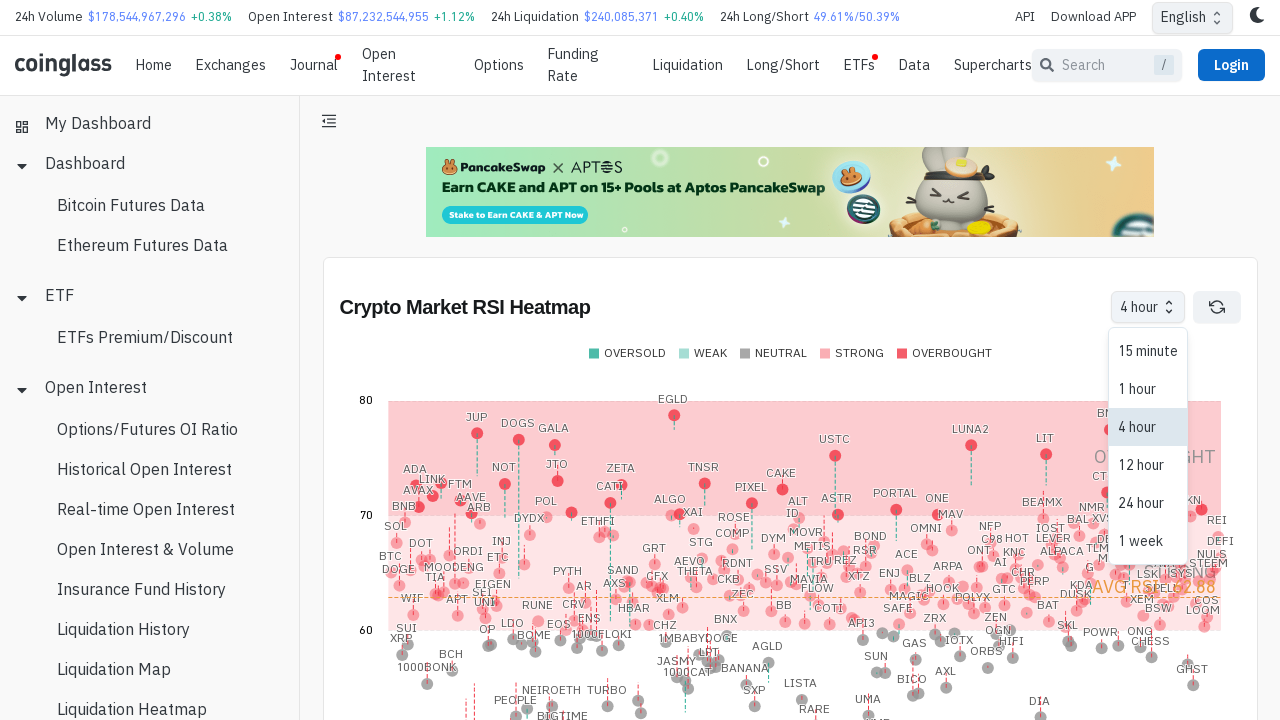 24h Volume $178,544,967,296 +0.38% Open Interest $87,232,544,955 +1.12% 24h Liquidation $240,085,371 +0.40% 24h Long/Short 49.61%/50.39% API Download APP English
coinglass Home Exchanges Journal Open Interest Options Funding Rate Liquidation Long/Short ETFs Data Supercharts Search / Login
My Dashboard
Dashboard
Bitcoin Futures Data
Ethereum Futures Data
ETF
ETFs Premium/Discount
Open Interest
Options/Futures OI Ratio
Historical Open Interest
Real-time Open Interest
Open Interest & Volume
Insurance Fund History
Liquidation History
Liquidation Map
Liquidation Heatmap
PancakeSwap × APTOS
Earn CAKE and APT on 15+ Pools at Aptos PancakeSwap
Stake to Earn CAKE & APT Now
Crypto Market RSI Heatmap
4 hour
15 minute
1 hour
4 hour
12 hour
24 hour
1 week
OVERSOLD WEAK NEUTRAL STRONG OVERBOUGHT
80
EGLD
JUP DOGS GALA
USTC LUNA2 LIT
ADA LINK FTM NOT JTO ZETA TNSR CAKE
AVAX AAVE CATI PIXEL PORTAL
BNB ARB POL ALGO XAI ALT ID ASTR ONE MAV BEAMX NMR
70
SOL DYDX ETHFI ROSE COMP OMNI NFP IOST BAL REI
BTC DOT INJ STG DYM MOVR BOND C98 HOT LEVER DEFI
DOGE ORDI ETC GRT METIS RSR ACE ONT KNC ALPACA NULS
MOODENG PYTH SAND AEVO RDNT TRU REZ AI STEEM
TIA EIGEN AR AXS CFX THETA CKB SSV MAVIA XTZ ENJ BLZ ARPA CHR PERP LSK SYS
WIF APT SEI UNI RUNE CRV HBAR XLM ZEC BB FLOW COTI MAGIC HOOK POLYX GTC KDA DUSK XEM
SAFE BAT BSW COS LQTY
60
SUI OP LDO EOS ENS CHZ BNX API3 ZRX ZEN SXL
XRP BOME 1000FLOKI 1MBABYDOGE OGN POWR ONG
BCH LPT AGLD GAS IOTX HIFI CHESS
1000BONK JASMY 1000CAT BANANA SUN AXL ORBS GHST
NEIROETH TURBO SXP LISTA BICO
PEOPLE BIGTIME RARE UMA DIA